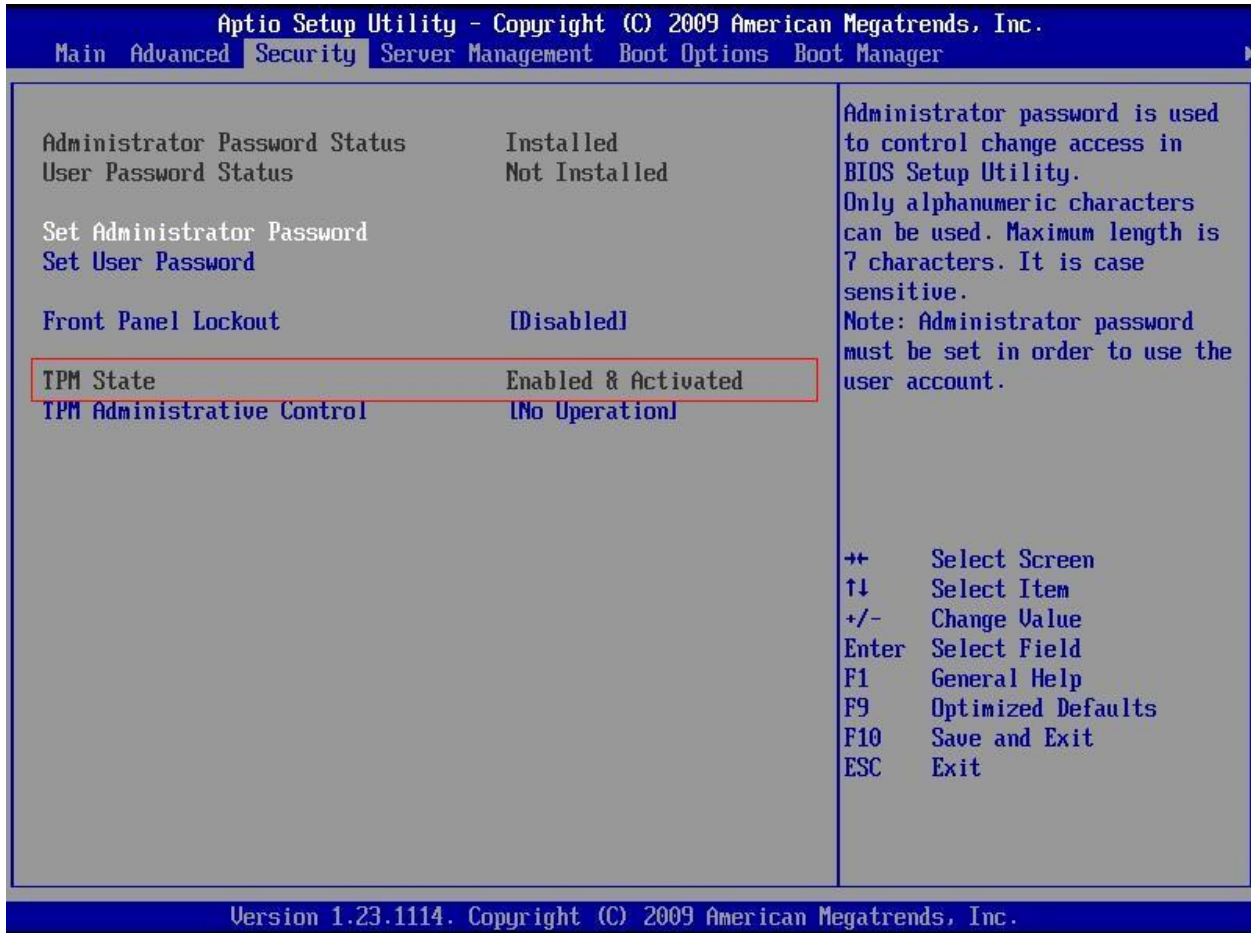 Aptio Setup Utility - Copyright (C) 2009 American Megatrends, Inc.
Main Advanced Security Server Management Boot Options Boot Manager
Administrator Password Status Installed
User Password Status Not Installed
Set Administrator Password
Set User Password
Front Panel Lockout [Disabled]
TPM State Enabled & Activated
TPM Administrative Control [No Operation]
Administrator password is used
to control change access in
BIOS Setup Utility.
Only alphanumeric characters
can be used. Maximum length is
7 characters. It is case
sensitive.
Note: Administrator password
must be set in order to use the
user account.
→← Select Screen
↑↓ Select Item
+/- Change Value
Enter Select Field
F1 General Help
F9 Optimized Defaults
F10 Save and Exit
ESC Exit
Version 1.23.1114. Copyright (C) 2009 American Megatrends, Inc.